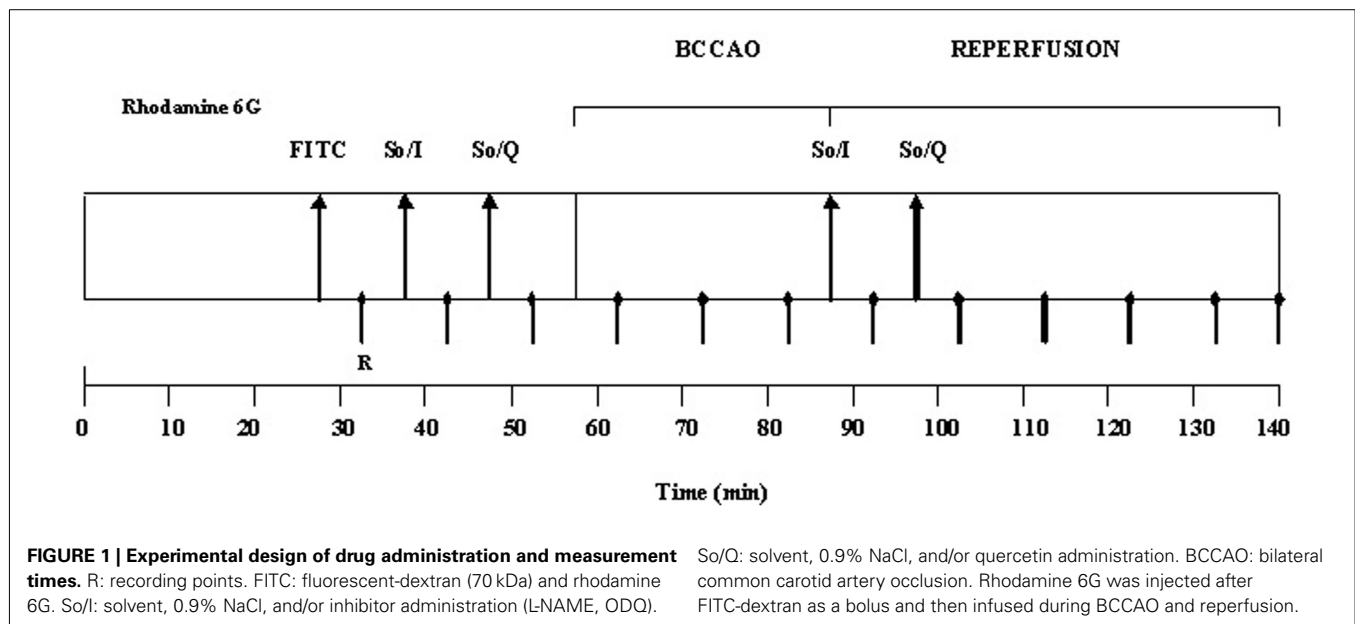 BCCAO REPERFUSION
Rhodamine 6G
FITC So/I So/Q So/I So/Q
R
0 10 20 30 40 50 60 70 80 90 100 110 120 130 140
Time (min)
FIGURE 1 | Experimental design of drug administration and measurement
times. R: recording points. FITC: fluorescent-dextran (70 kDa) and rhodamine
6G. So/I: solvent, 0.9% NaCl, and/or inhibitor administration (L-NAME, ODQ).
So/Q: solvent, 0.9% NaCl, and/or quercetin administration. BCCAO: bilateral
common carotid artery occlusion. Rhodamine 6G was injected after
FITC-dextran as a bolus and then infused during BCCAO and reperfusion.